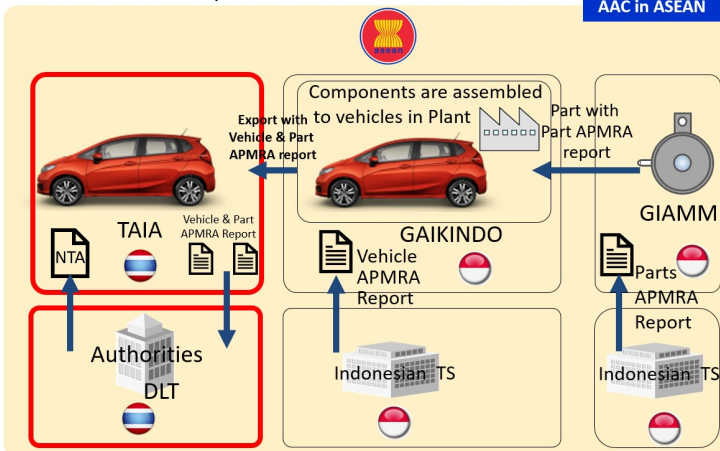 AAC in ASEAN
asean
Components are assembled
to vehicles in Plant
Export with
Vehicle & Part
APMRA report
Part with
Part APMRA
report
TAIA
Vehicle & Part
APMRA Report
NTA
GAIKINDO
Vehicle
APMRA
Report
GIAMM
Parts
APMRA
Report
Authorities
DLT
Indonesian TS
Indonesian TS